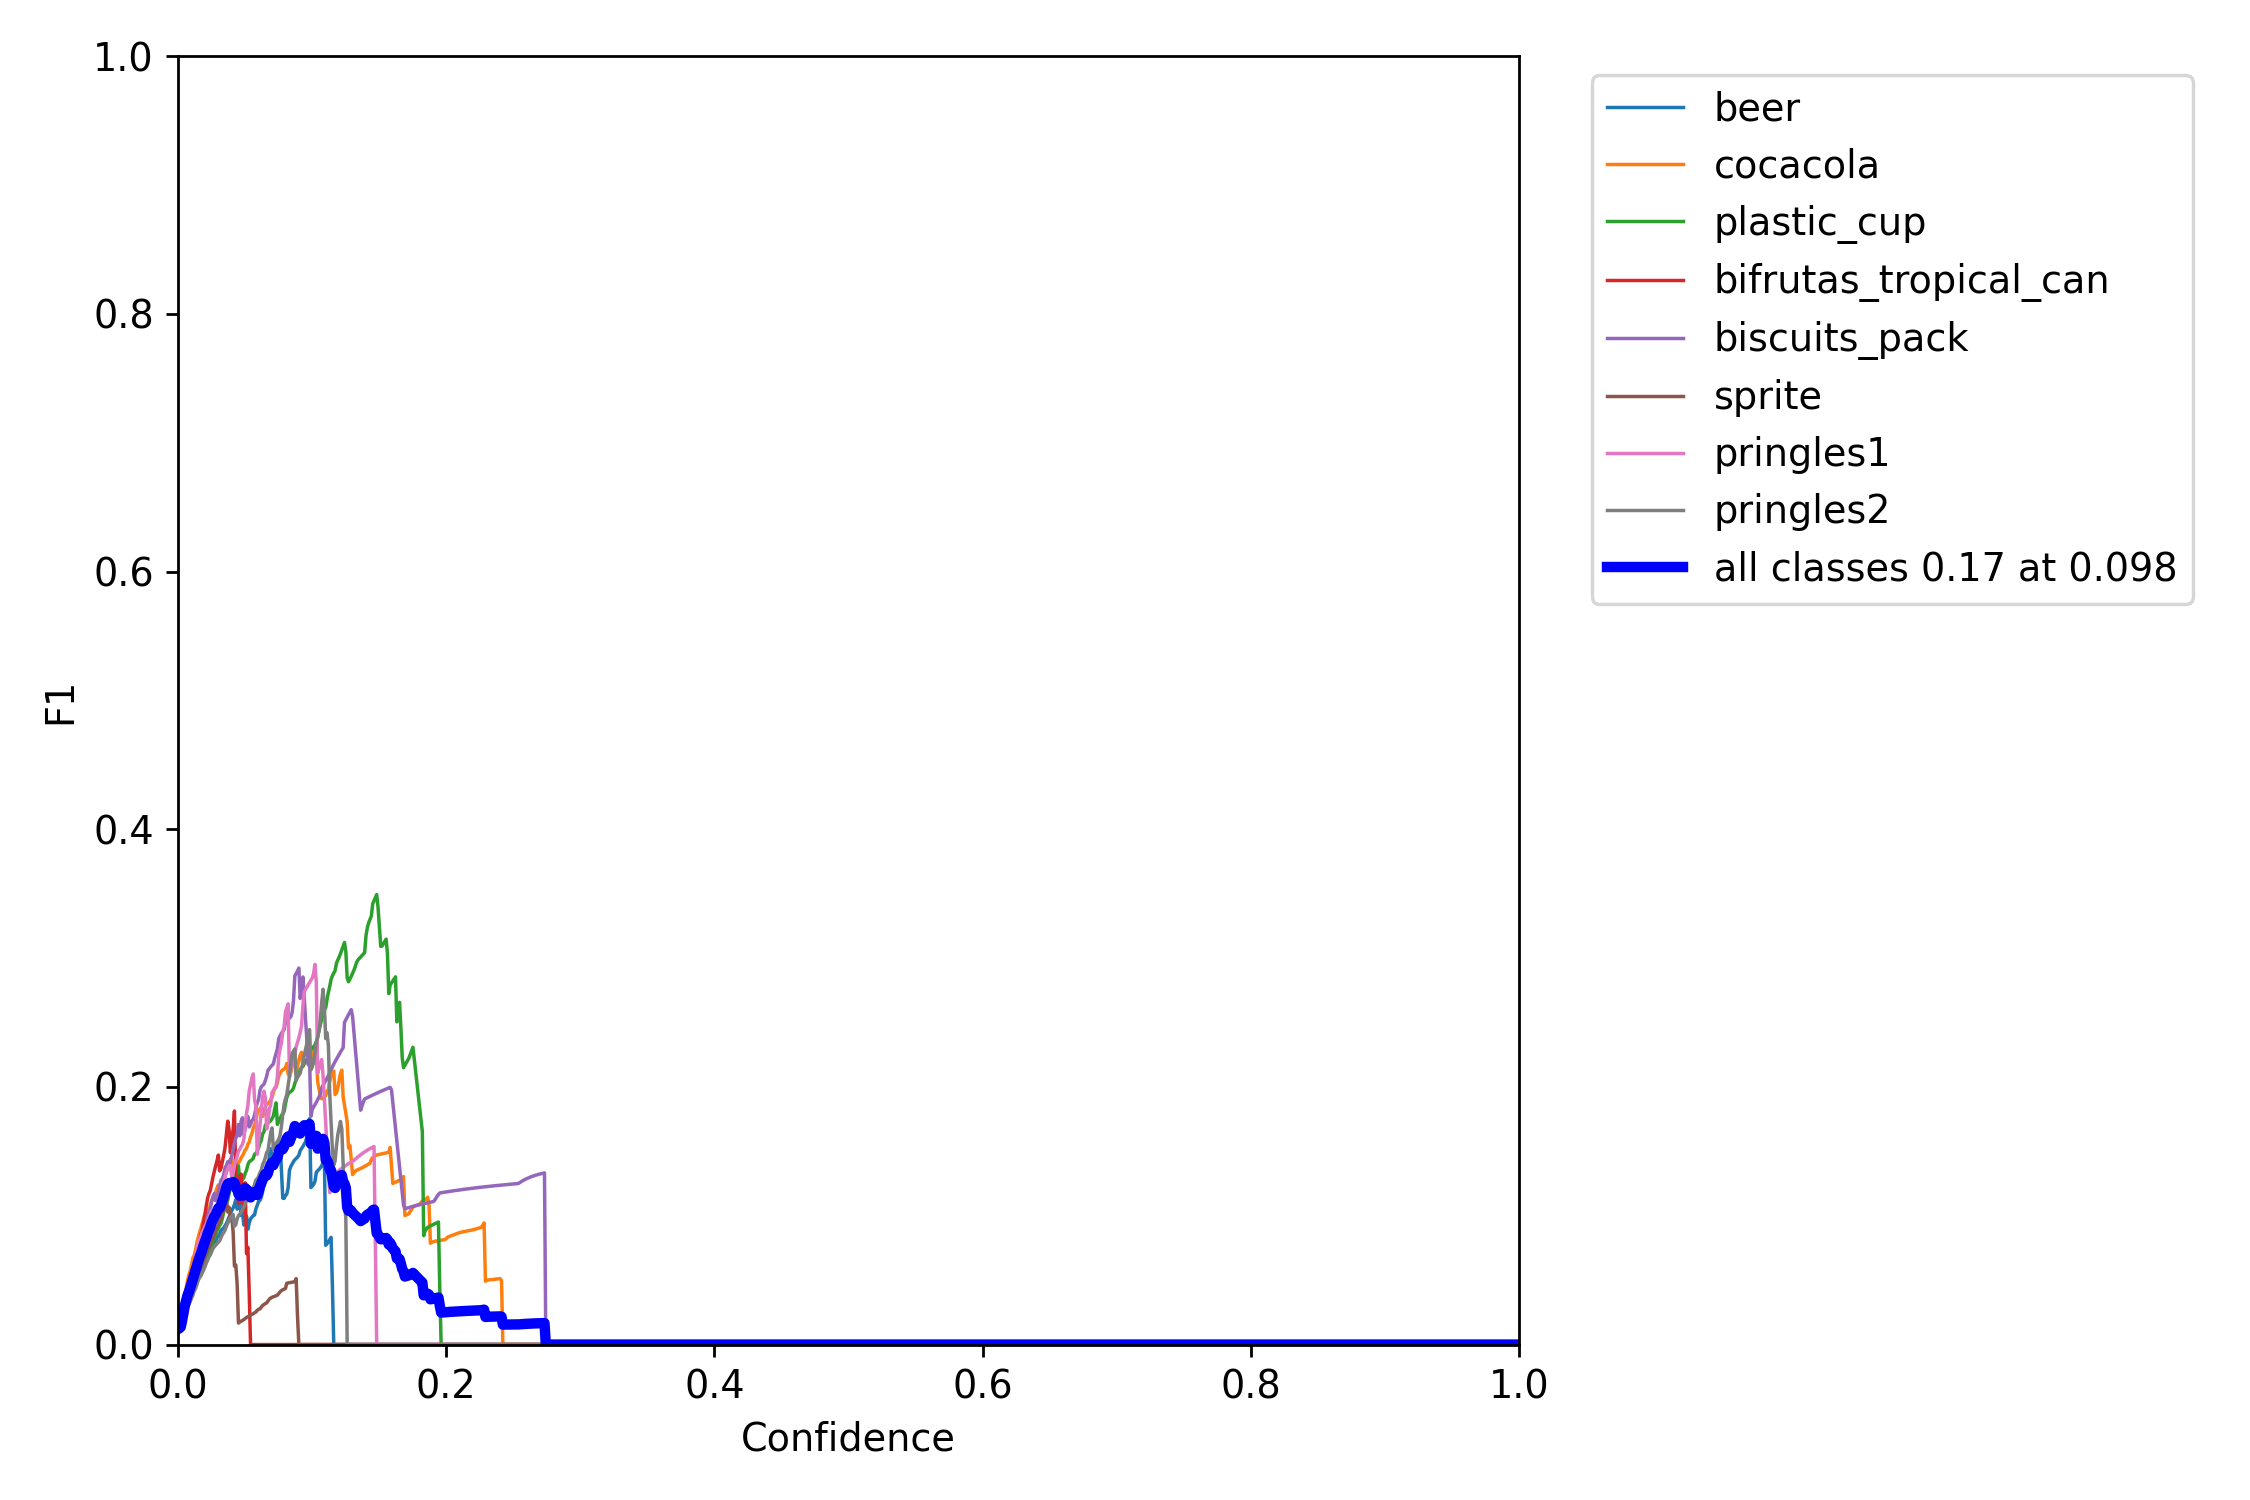 1.0
0.8
0.6
0.4
0.2
0.0
F1
0.0 0.2 0.4 0.6 0.8 1.0
Confidence
beer
cocacola
plastic_cup
bifrutas_tropical_can
biscuits_pack
sprite
pringles1
pringles2
all classes 0.17 at 0.098